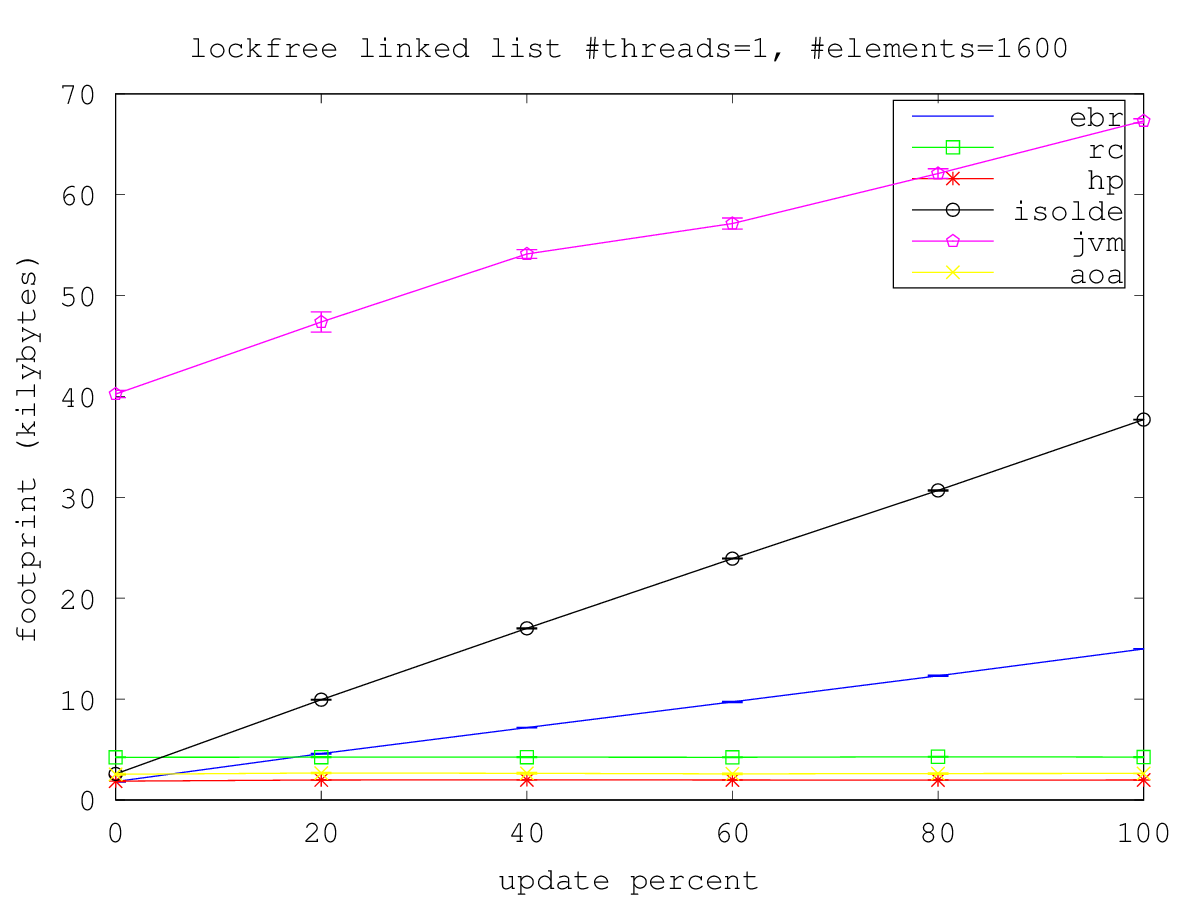 lockfree linked list #threads=1, #elements=1600
70
60
50
40
30
20
10
0
footprint (kilybytes)
ebr
rc
hp
isolde
jvm
aoa
0 20 40 60 80 100
update percent